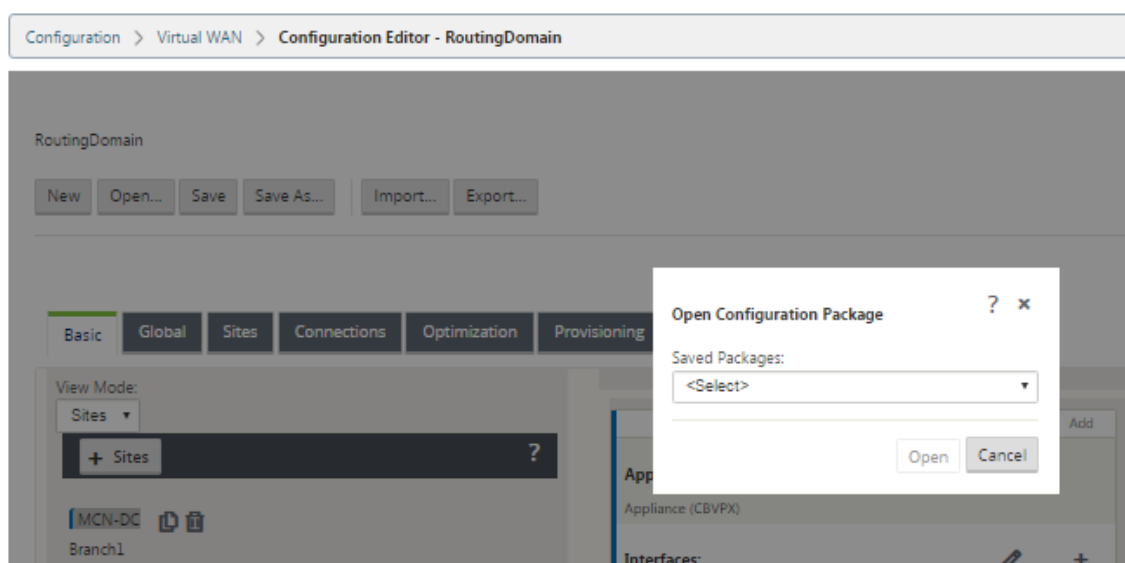 Configuration > Virtual WAN > Configuration Editor - RoutingDomain
RoutingDomain
New Open... Save Save As... Import... Export...
Open Configuration Package ? ×
Basic Global Sites Connections Optimization Provisioning
Saved Packages:
<Select>
View Mode:
Sites
Add
+ Sites ?
Open Cancel
App
Appliance (CBVPX)
MCN-DC
Branch1
Interfaces: +